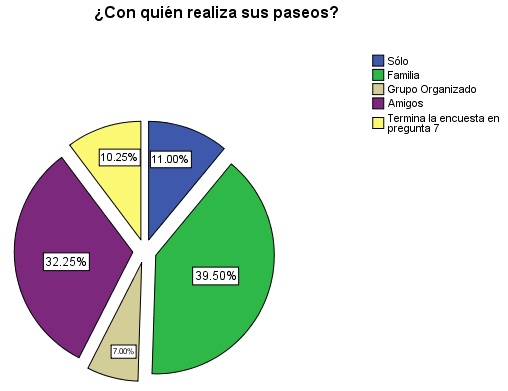 ¿Con quién realiza sus paseos?
Sólo
Familia
Grupo Organizado
Amigos
Termina la encuesta en
pregunta 7
10.25%
11.00%
32.25%
39.50%
7.00%